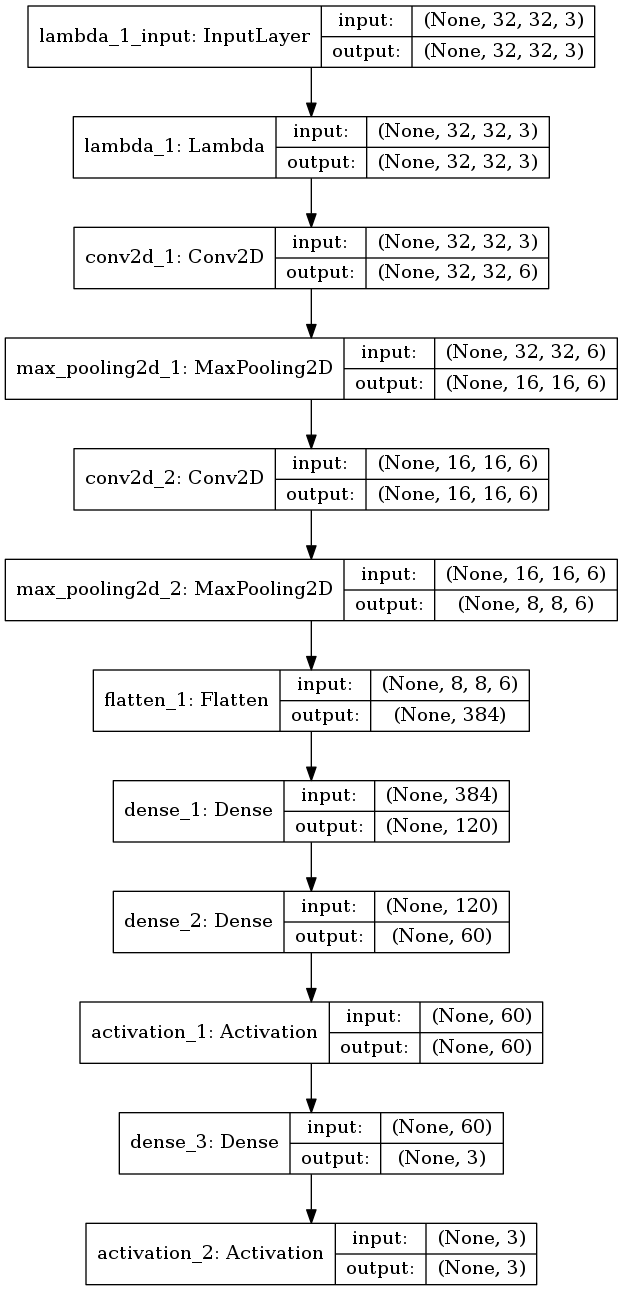 lambda_1_input: InputLayer
input: (None, 32, 32, 3)
output: (None, 32, 32, 3)
lambda_1: Lambda
input: (None, 32, 32, 3)
output: (None, 32, 32, 3)
conv2d_1: Conv2D
input: (None, 32, 32, 3)
output: (None, 32, 32, 6)
max_pooling2d_1: MaxPooling2D
input: (None, 32, 32, 6)
output: (None, 16, 16, 6)
conv2d_2: Conv2D
input: (None, 16, 16, 6)
output: (None, 16, 16, 6)
max_pooling2d_2: MaxPooling2D
input: (None, 16, 16, 6)
output: (None, 8, 8, 6)
flatten_1: Flatten
input: (None, 8, 8, 6)
output: (None, 384)
dense_1: Dense
input: (None, 384)
output: (None, 120)
dense_2: Dense
input: (None, 120)
output: (None, 60)
activation_1: Activation
input: (None, 60)
output: (None, 60)
dense_3: Dense
input: (None, 60)
output: (None, 3)
activation_2: Activation
input: (None, 3)
output: (None, 3)